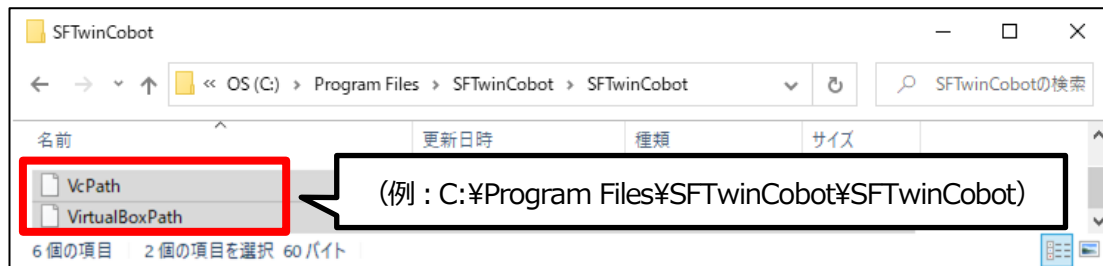 SFTwinCobot
« OS (C:) › Program Files › SFTwinCobot › SFTwinCobot
SFTwinCobotの検索
名前 更新日時 種類 サイズ
VcPath
（例 : C:¥Program Files¥SFTwinCobot¥SFTwinCobot）
VirtualBoxPath
6 個の項目 2 個の項目を選択 60 バイト